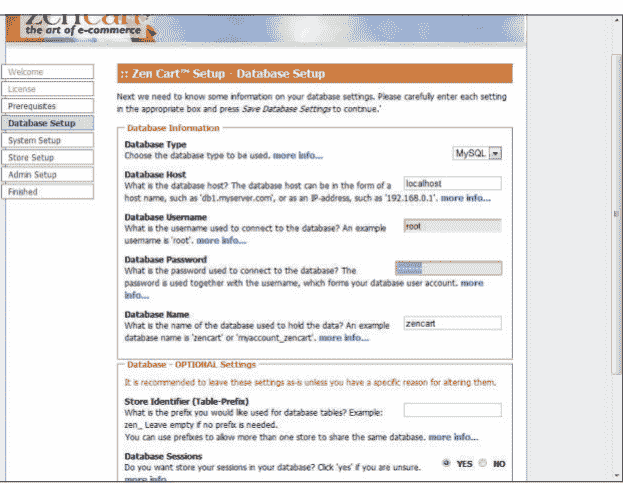 zencart
the art of e-commerce
Welcome
License
Prerequisites
Database Setup
System Setup
Store Setup
Admin Setup
Finished
:: Zen Cart™ Setup - Database Setup
Next we need to know some information on your database settings. Please carefully enter each setting
in the appropriate box and press Save Database Settings to continue.'
Database Information
Database Type
Choose the database type to be used. more info...
MySQL
Database Host
What is the database host? The database host can be in the form of a
localhost
host name, such as 'db1.myserver.com', or as an IP-address, such as '192.168.0.1'. more info...
Database Username
What is the username used to connect to the database? An example
root
username is 'root'. more info...
Database Password
What is the password used to connect to the database? The
password is used together with the username, which forms your database user account. more
info...
Database Name
What is the name of the database used to hold the data? An example
zencart
database name is 'zencart' or 'myaccount_zencart'. more info...
Database - OPTIONAL Settings
It is recommended to leave these settings as-is unless you have a specific reason for altering them.
Store Identifier (Table-Prefix)
What is the prefix you would like used for database tables? Example:
zen_ Leave empty if no prefix is needed.
You can use prefixes to allow more than one store to share the same database. more info...
Database Sessions
Do you want store your sessions in your database? Click 'yes' if you are unsure.
YES NO
more info...